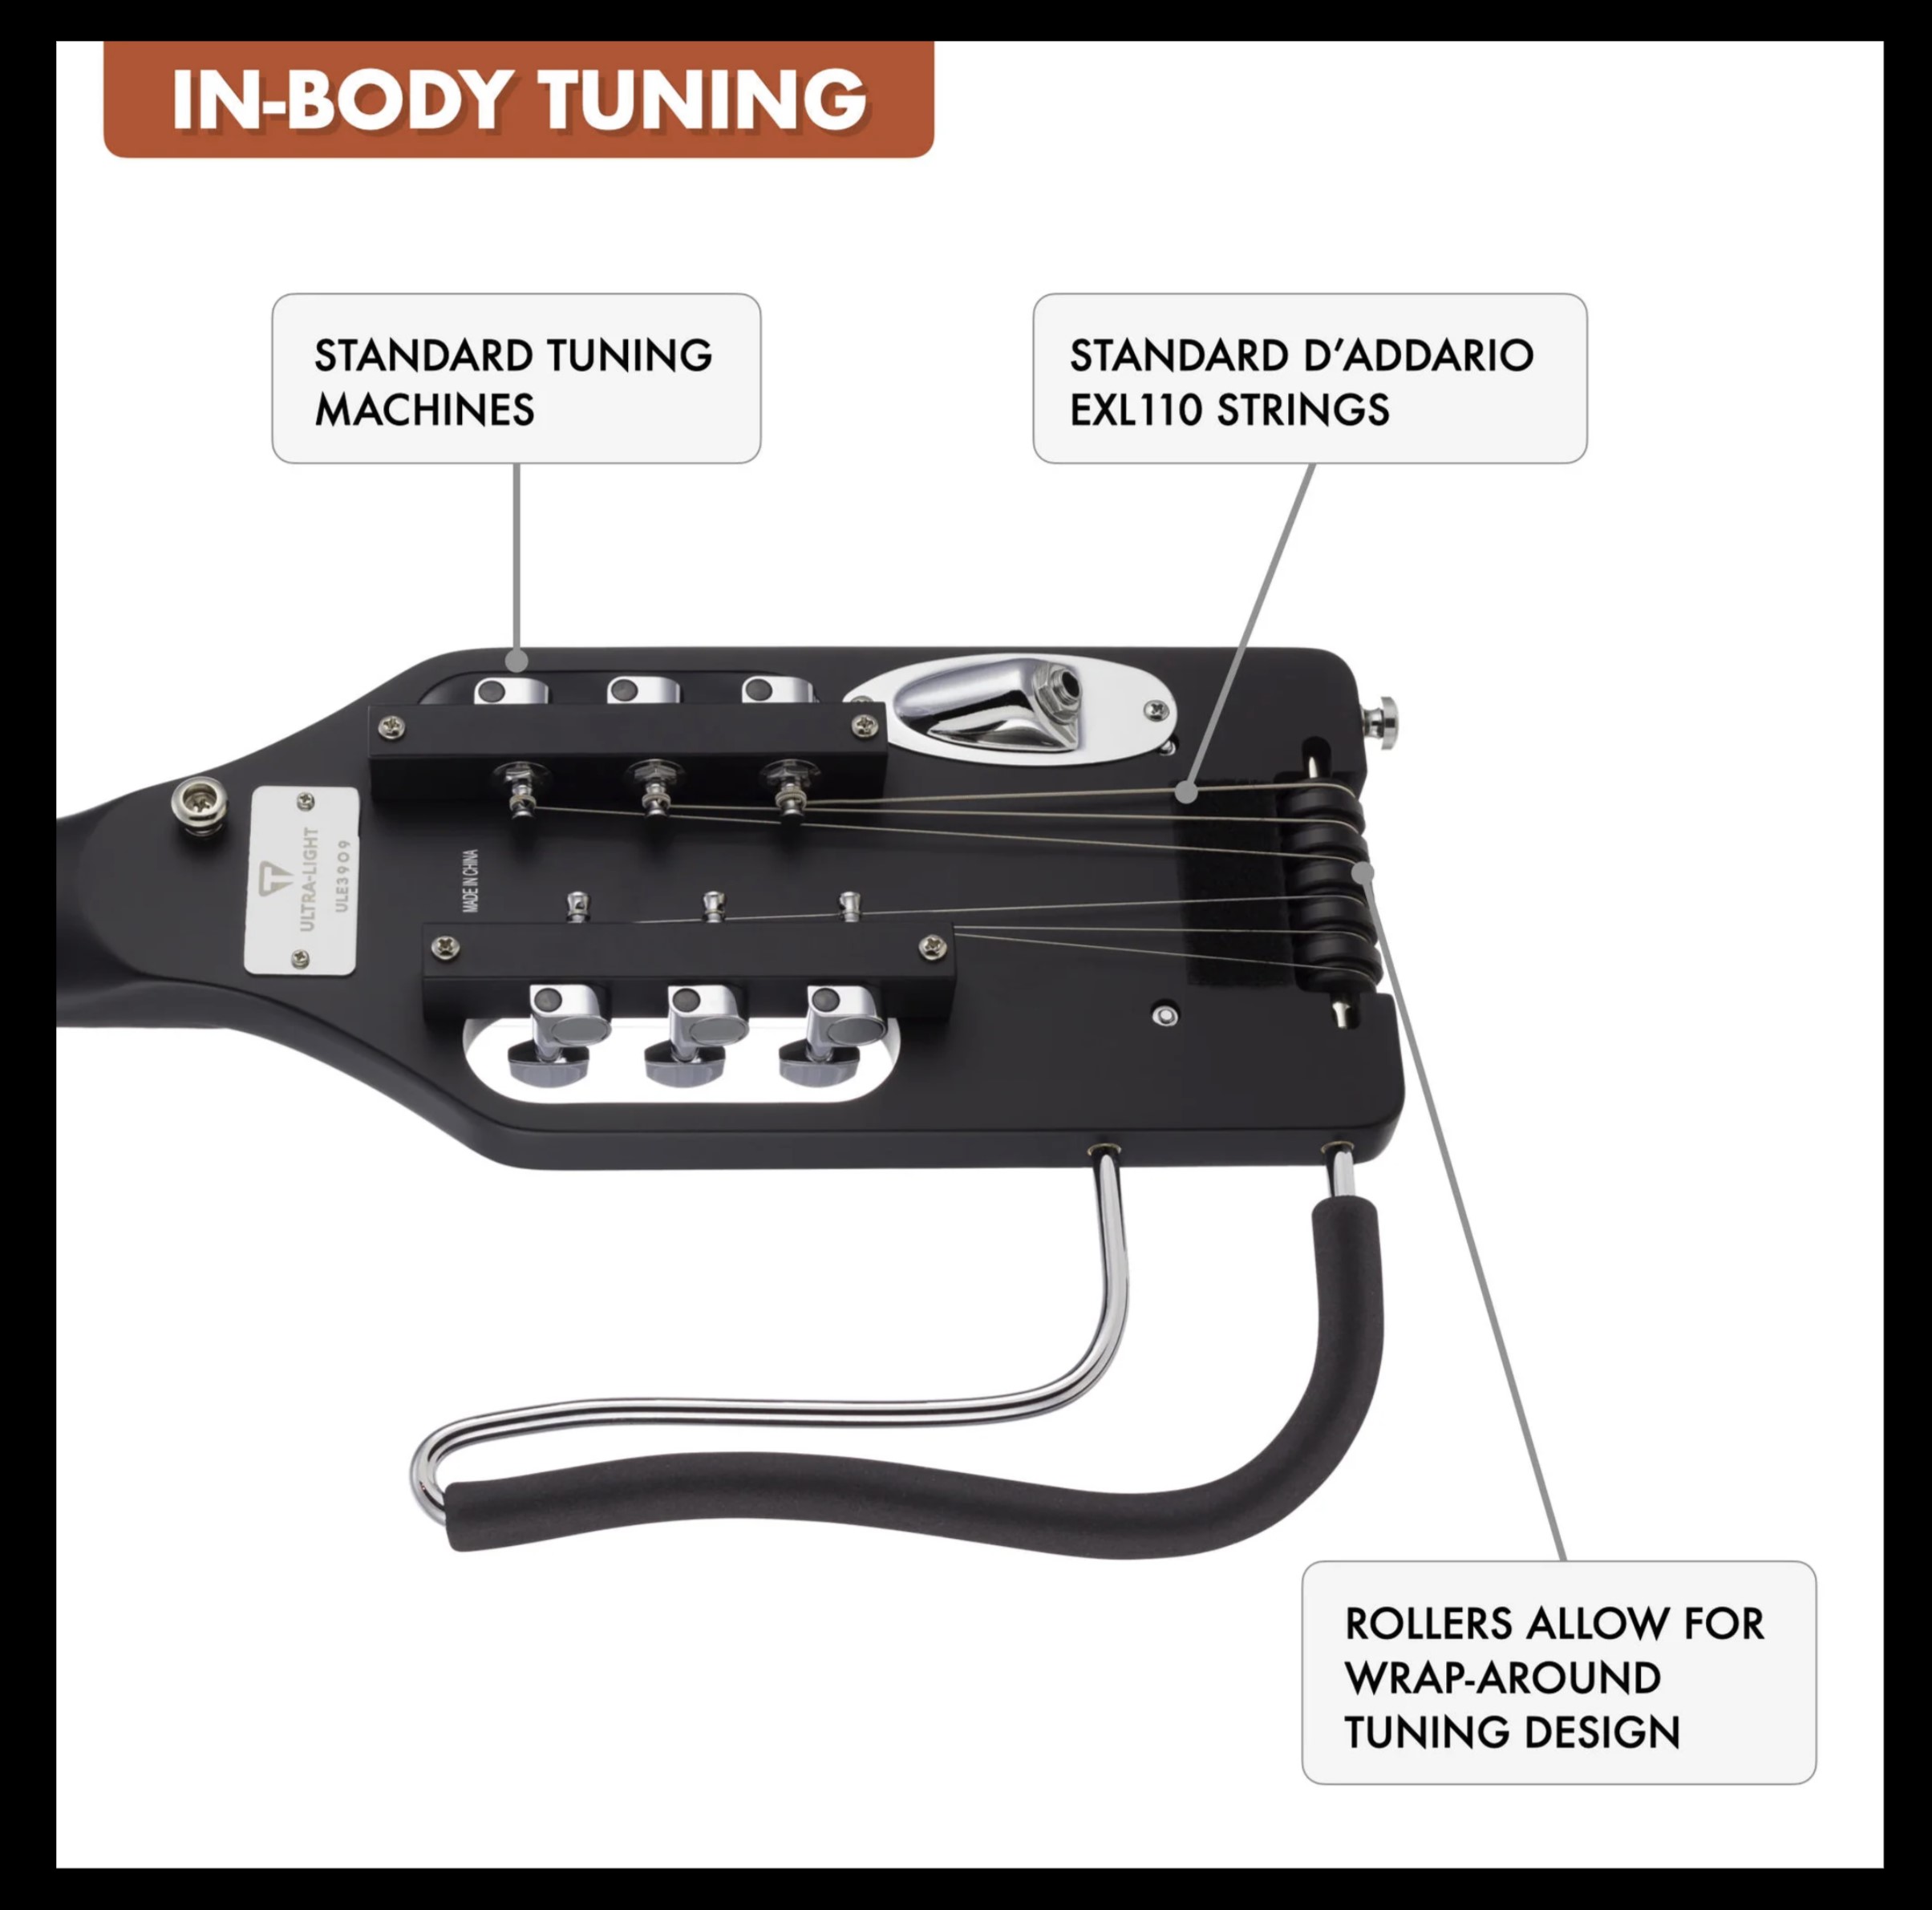 IN-BODY TUNING
STANDARD TUNING
MACHINES
STANDARD D’ADDARIO
EXL110 STRINGS
ULTRA-LIGHT
ULE3909
MADE IN CHINA
ROLLERS ALLOW FOR
WRAP-AROUND
TUNING DESIGN